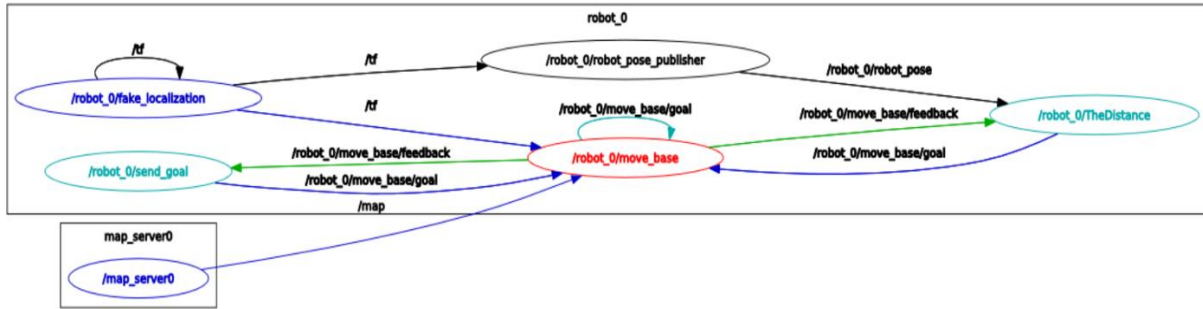 robot_0
/tf
/tf
/robot_0/robot_pose_publisher
/robot_0/robot_pose
/robot_0/fake_localization
/tf
/robot_0/move_base/goal
/robot_0/move_base/feedback
/robot_0/TheDistance
/robot_0/move_base/feedback
/robot_0/move_base
/robot_0/move_base/goal
/robot_0/send_goal
/robot_0/move_base/goal
/map
map_server0
/map_server0